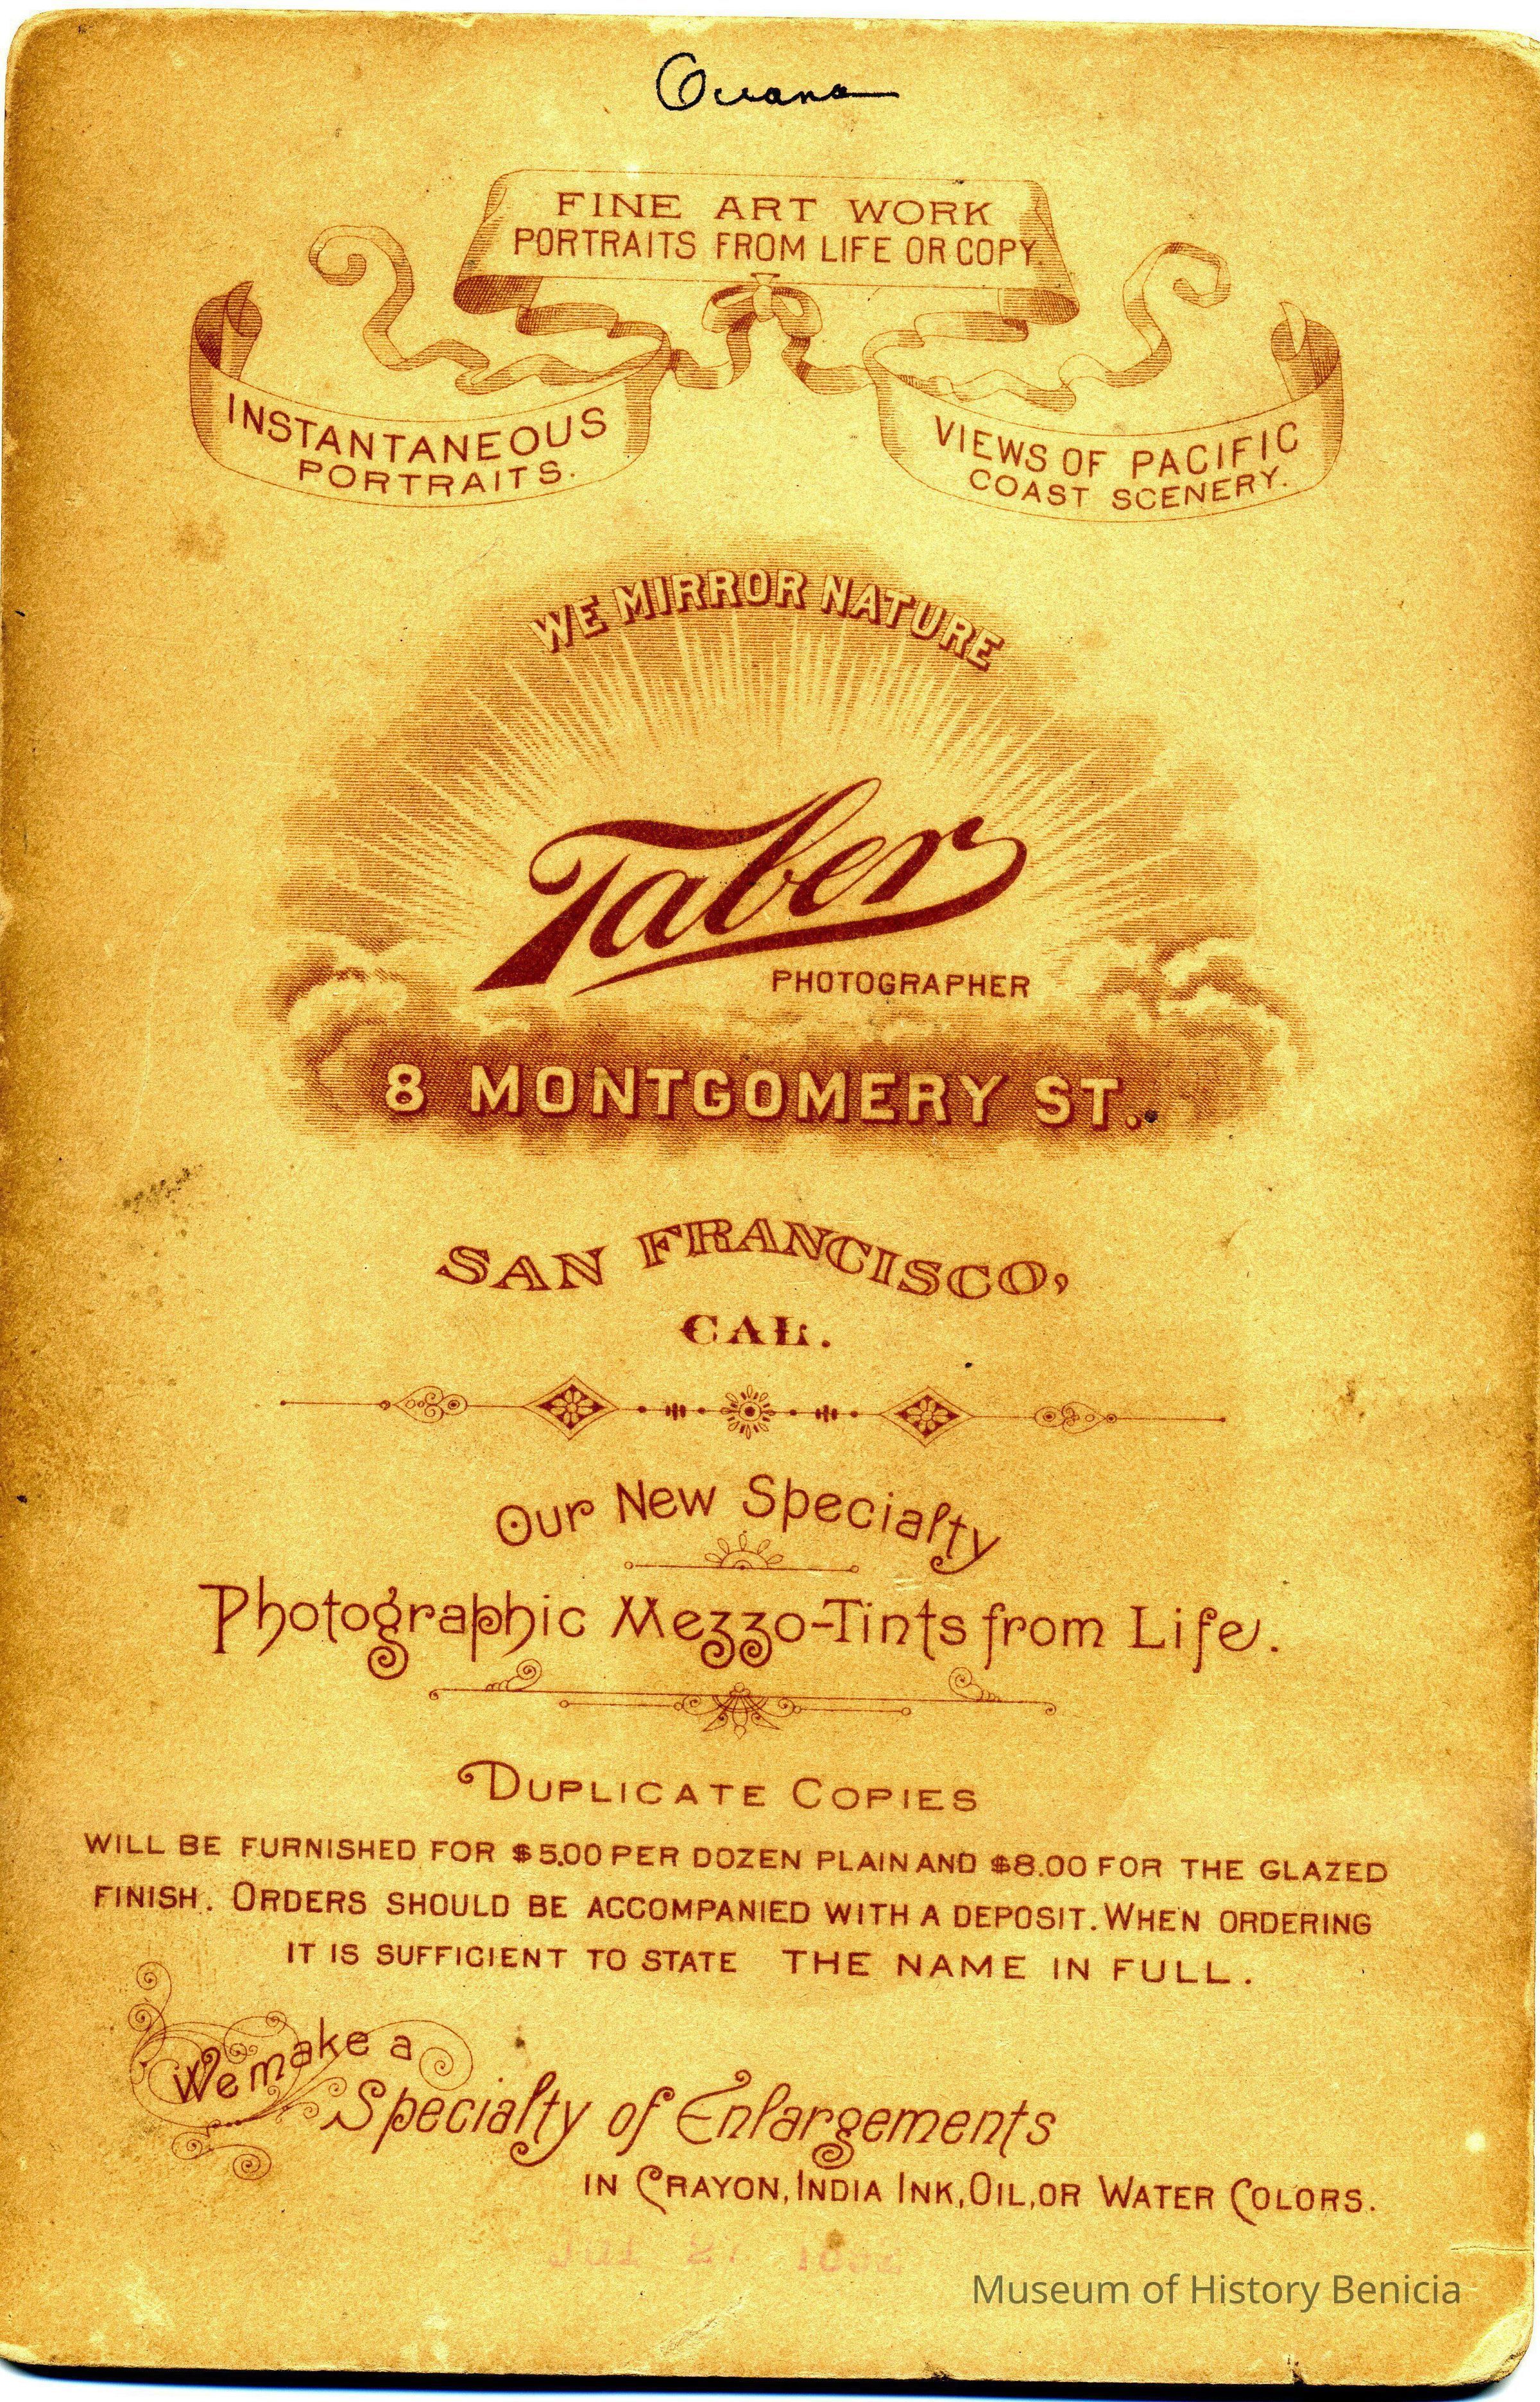 FINE ART WORK
PORTRAITS FROM LIFE OR COPY.
INSTANTANEOUS
PORTRAITS.
VIEWS OF PACIFIC
COAST SCENERY.
WE MIRROR NATURE
Taber
PHOTOGRAPHER
8 MONTGOMERY ST.
SAN FRANCISCO,
CAL.
Our New Specialty
Photographic Mezzo-Tints from Life.
DUPLICATE COPIES
WILL BE FURNISHED FOR $5.00 PER DOZEN PLAIN AND $8.00 FOR THE GLAZED
FINISH. ORDERS SHOULD BE ACCOMPANIED WITH A DEPOSIT. WHEN ORDERING
IT IS SUFFICIENT TO STATE THE NAME IN FULL.
We make a
Specialty of Enlargements
IN CRAYON, INDIA INK, OIL, OR WATER COLORS.
Museum of History Benicia